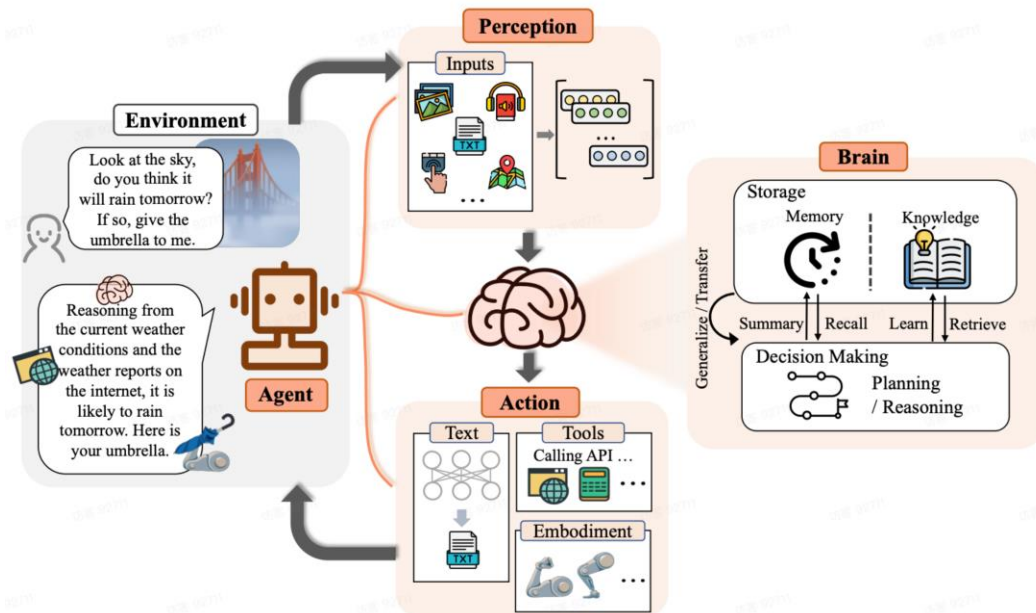 Environment
Look at the sky,
do you think it
will rain tomorrow?
If so, give the
umbrella to me.
Reasoning from
the current weather
conditions and the
weather reports on
the internet, it is
likely to rain
tomorrow. Here is
your umbrella.
Agent
Perception
Inputs
TXT
...
...
Action
Text
TXT
Tools
Calling API ...
...
Embodiment
...
Brain
Storage
Memory
Knowledge
Generalize / Transfer
Summary
Recall
Learn
Retrieve
Decision Making
Planning
/ Reasoning